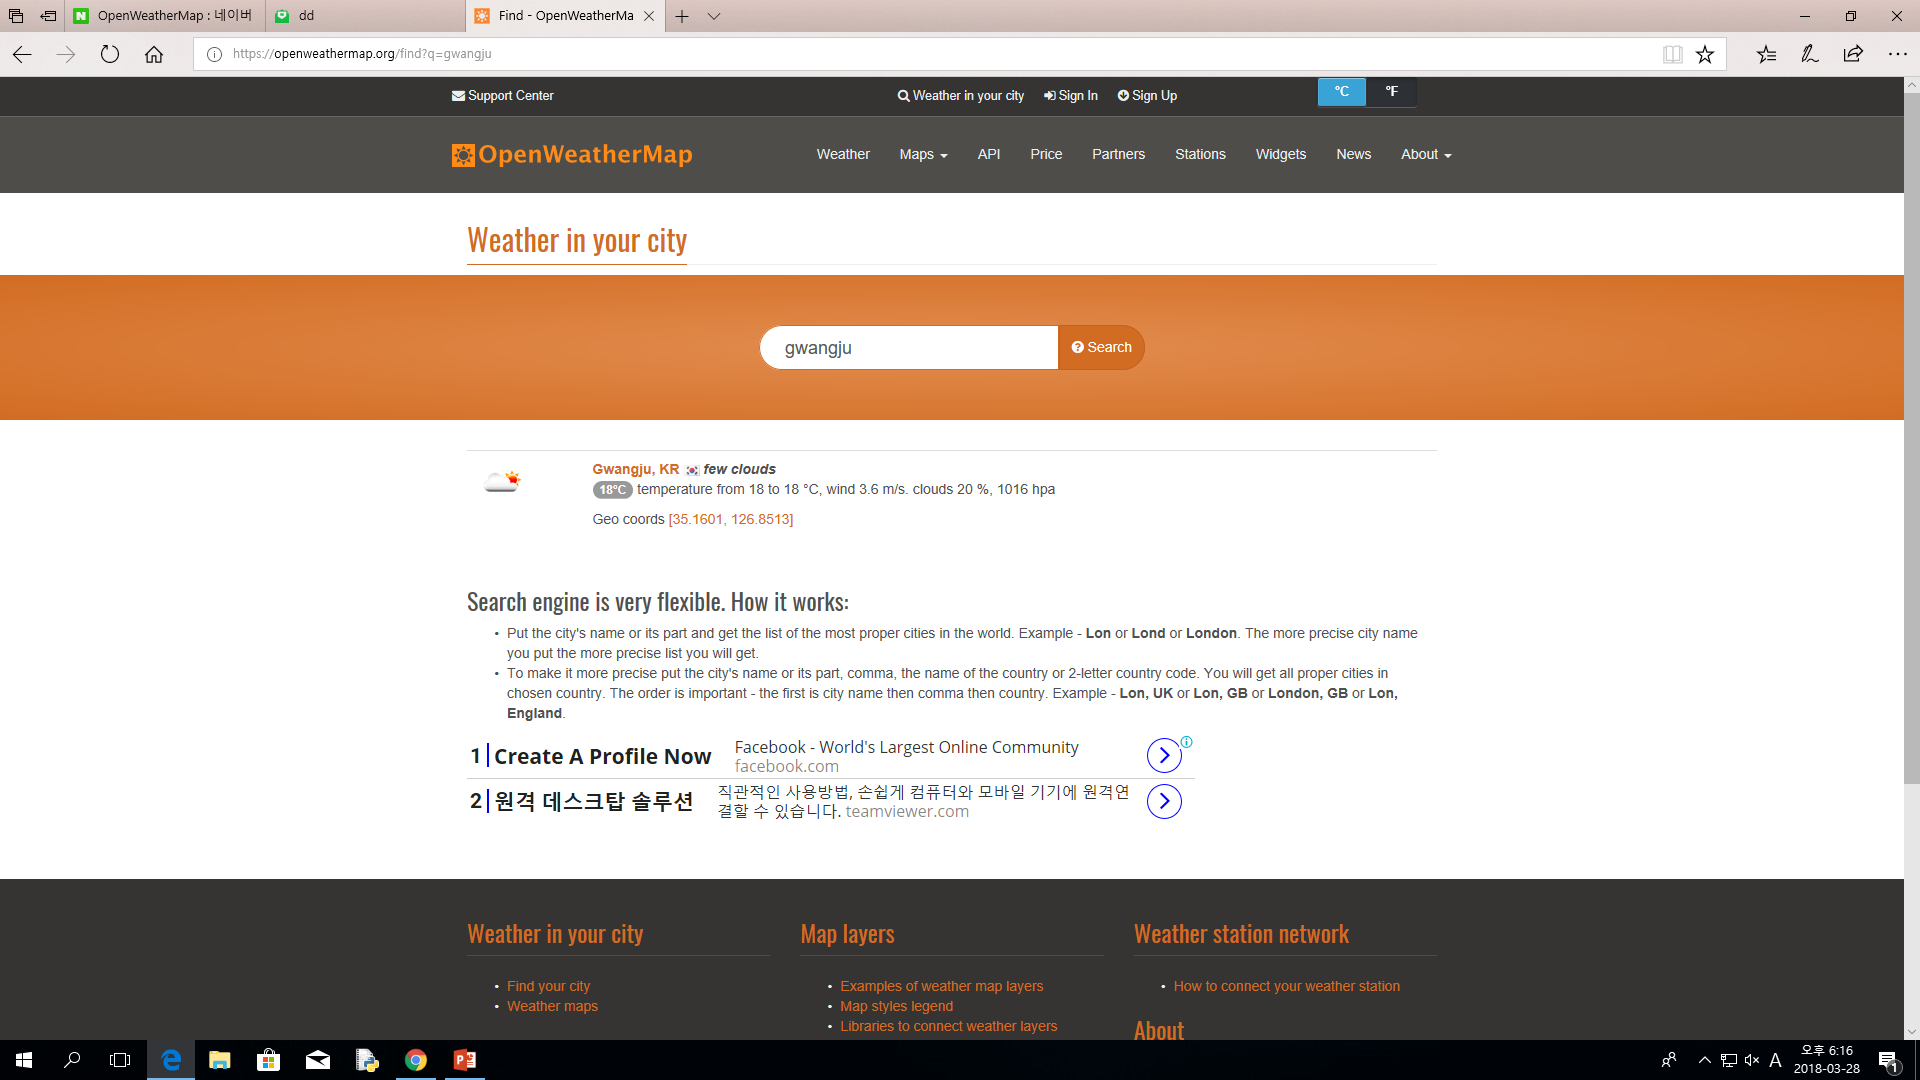 OpenWeatherMap : 네이버
dd
Find - OpenWeatherMa
https://openweathermap.org/find?q=gwangju
Support Center
Weather in your city
Sign In
Sign Up
°C
°F
OpenWeatherMap
Weather
Maps
API
Price
Partners
Stations
Widgets
News
About
Weather in your city
gwangju
Search
Gwangju, KR few clouds
18°C temperature from 18 to 18 °C, wind 3.6 m/s. clouds 20 %, 1016 hpa
Geo coords [35.1601, 126.8513]
Search engine is very flexible. How it works:
• Put the city's name or its part and get the list of the most proper cities in the world. Example - Lon or Lond or London. The more precise city name
you put the more precise list you will get.
• To make it more precise put the city's name or its part, comma, the name of the country or 2-letter country code. You will get all proper cities in
chosen country. The order is important - the first is city name then comma then country. Example - Lon, UK or Lon, GB or London, GB or Lon,
England.
1 Create A Profile Now
Facebook - World's Largest Online Community
facebook.com
2 원격 데스크탑 솔루션
직관적인 사용방법, 손쉽게 컴퓨터와 모바일 기기에 원격연
결할 수 있습니다. teamviewer.com
Weather in your city
• Find your city
• Weather maps
Map layers
• Examples of weather map layers
• Map styles legend
• Libraries to connect weather layers
Weather station network
• How to connect your weather station
About
A
오후 6:16
2018-03-28
1